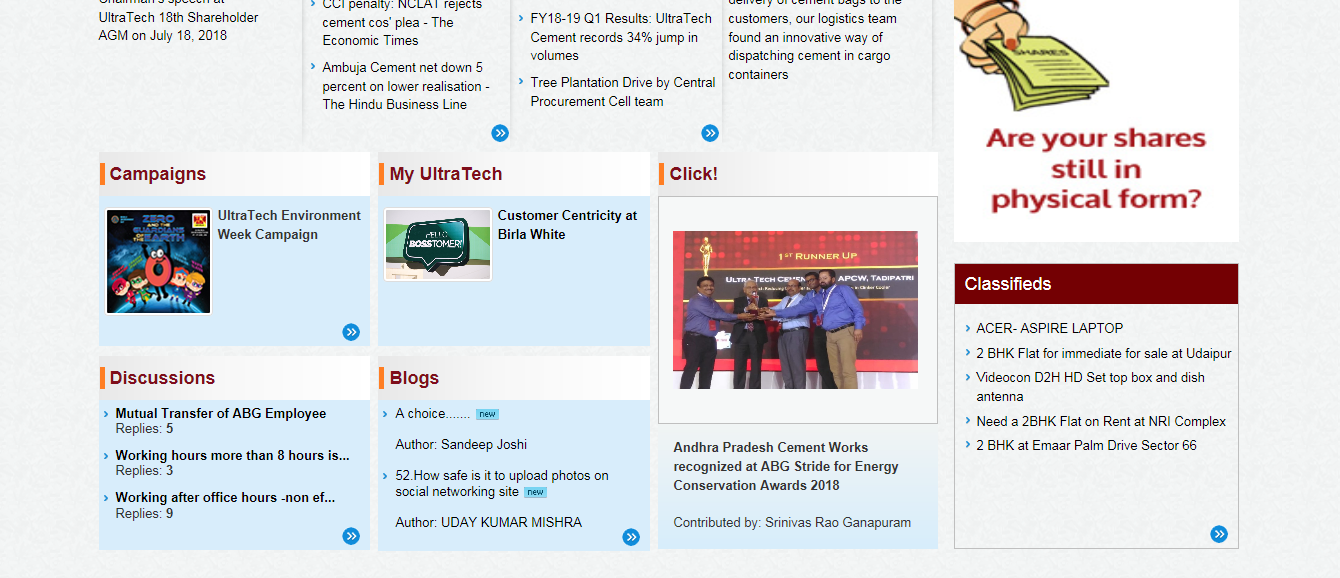 Chairman's speech at
UltraTech 18th Shareholder
AGM on July 18, 2018
CCI penalty: NCLAT rejects
cement cos' plea - The
Economic Times
Ambuja Cement net down 5
percent on lower realisation -
The Hindu Business Line
FY18-19 Q1 Results: UltraTech
Cement records 34% jump in
volumes
Tree Plantation Drive by Central
Procurement Cell team
delivery of cement bags to the
customers, our logistics team
found an innovative way of
dispatching cement in cargo
containers
SHARES
Are your shares
still in
physical form?
Campaigns
ZERO
AND THE
GUARDIANS
OF THE
EARTH
UltraTech Environment
Week Campaign
My UltraTech
HELLO
BOSSTOMER!
Customer Centricity at
Birla White
Click!
1ST RUNNER UP
APCW, TADIPATRI
Andhra Pradesh Cement Works
recognized at ABG Stride for Energy
Conservation Awards 2018
Contributed by: Srinivas Rao Ganapuram
Classifieds
ACER- ASPIRE LAPTOP
2 BHK Flat for immediate for sale at Udaipur
Videocon D2H HD Set top box and dish
antenna
Need a 2BHK Flat on Rent at NRI Complex
2 BHK at Emaar Palm Drive Sector 66
Discussions
Mutual Transfer of ABG Employee
Replies: 5
Working hours more than 8 hours is...
Replies: 3
Working after office hours -non ef...
Replies: 9
Blogs
A choice....... new
Author: Sandeep Joshi
52.How safe is it to upload photos on
social networking site new
Author: UDAY KUMAR MISHRA